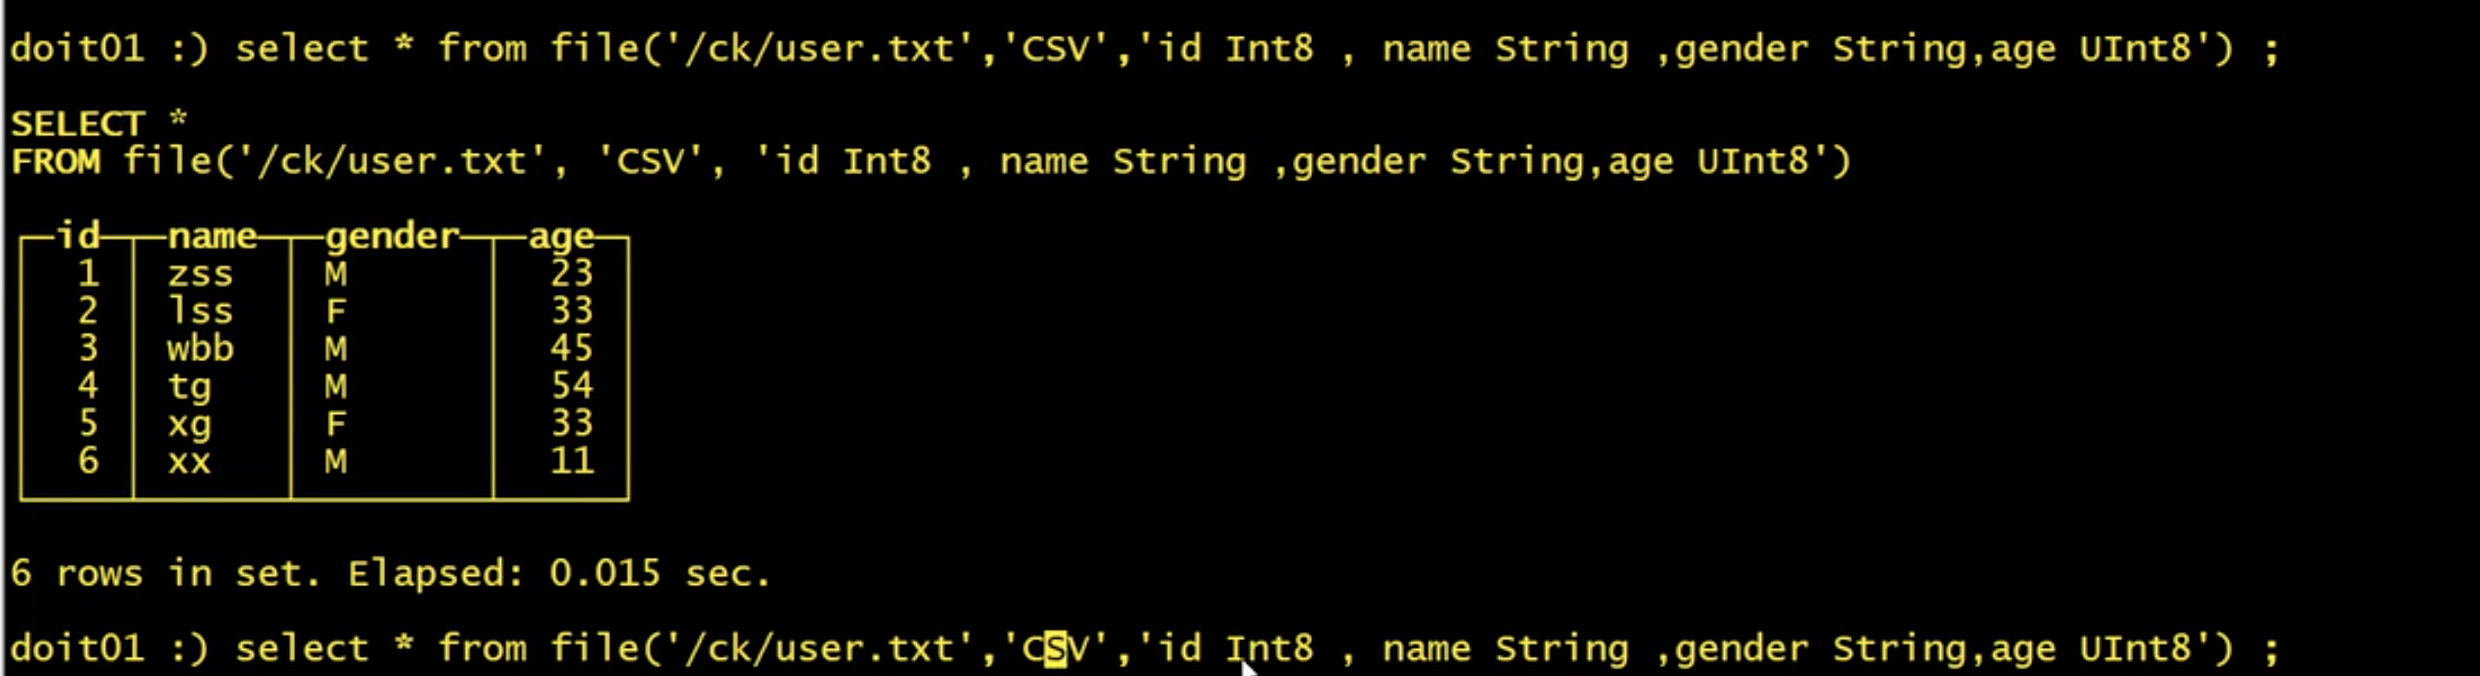 doit01 :) select * from file('/ck/user.txt','CSV','id Int8 , name String ,gender String,age UInt8') ;
SELECT *
FROM file('/ck/user.txt', 'CSV', 'id Int8 , name String ,gender String,age UInt8')
id name gender age
1 zss M 23
2 lss F 33
3 wbb M 45
4 tg M 54
5 xg F 33
6 xx M 11
6 rows in set. Elapsed: 0.015 sec.
doit01 :) select * from file('/ck/user.txt','CSV','id Int8 , name String ,gender String,age UInt8') ;